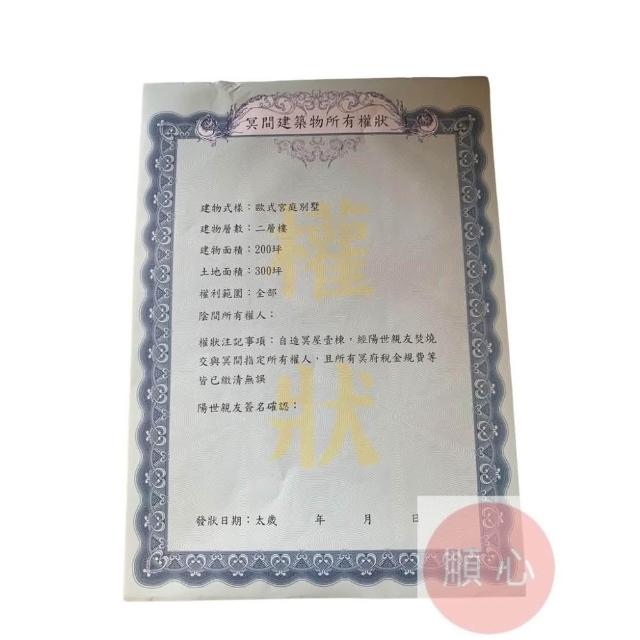 冥間建築物所有權狀
建物式樣：歐式宮庭別墅
建物層數：二層樓
建物面積：200坪
土地面積：300坪
權利範圍：全部
陰間所有權人：
權狀注記事項：自造冥屋壹棟，經陽世親友焚燒
交與冥間指定所有權人，且所有冥府稅金規費等
皆已繳清無誤
陽世親友簽名確認：
發狀日期：太歲 年 月 日
權
狀
順心